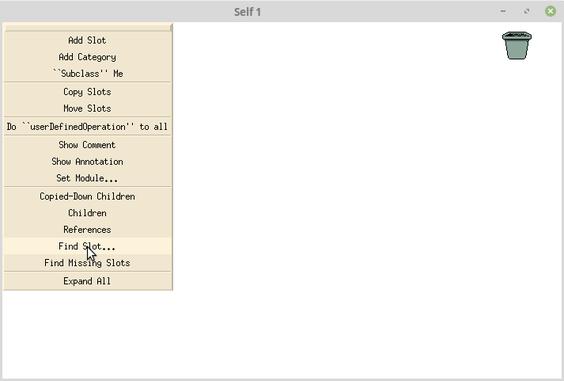 Self 1
Add Slot
Add Category
``Subclass'' Me
Copy Slots
Move Slots
Do ``userDefinedOperation'' to all
Show Comment
Show Annotation
Set Module...
Copied-Down Children
Children
References
Find Slot...
Find Missing Slots
Expand All